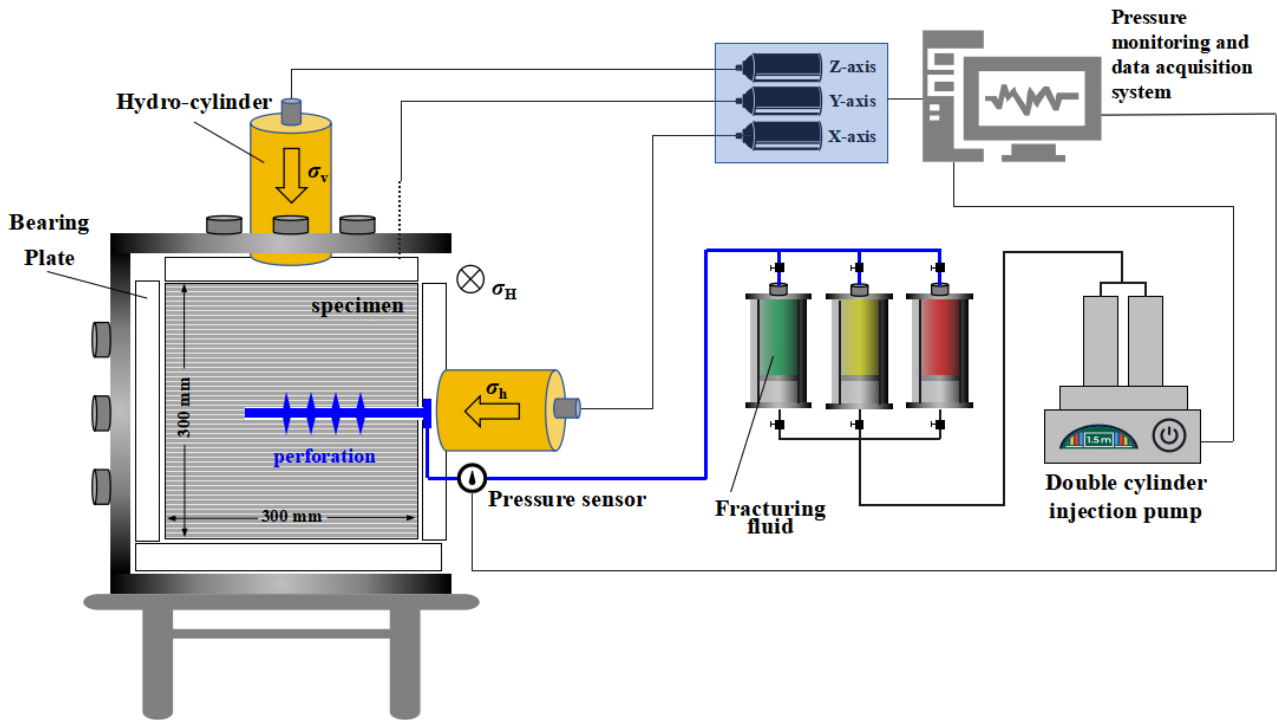 Pressure
monitoring and
data acquisition
system
Z-axis
Y-axis
X-axis
Hydro-cylinder
σv
Bearing
Plate
σH
specimen
300 mm
σh
perforation
300 mm
Pressure sensor
Fracturing
fluid
1.5 m
Double cylinder
injection pump